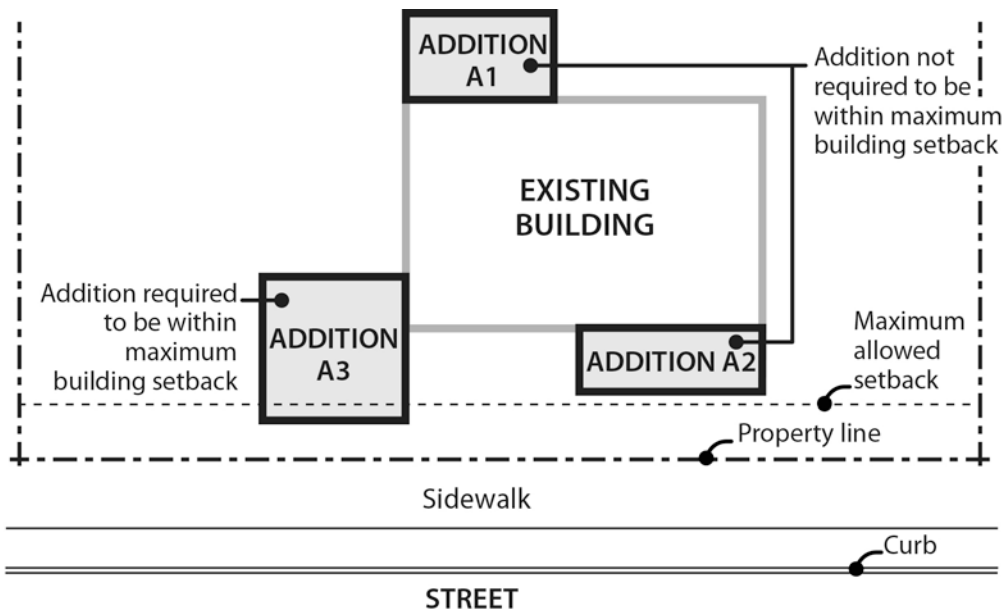 ADDITION
A1
Addition not
required to be
within maximum
building setback
EXISTING
BUILDING
Addition required
to be within
maximum
building setback
ADDITION
A3
ADDITION A2
Maximum
allowed
setback
Property line
Sidewalk
Curb
STREET